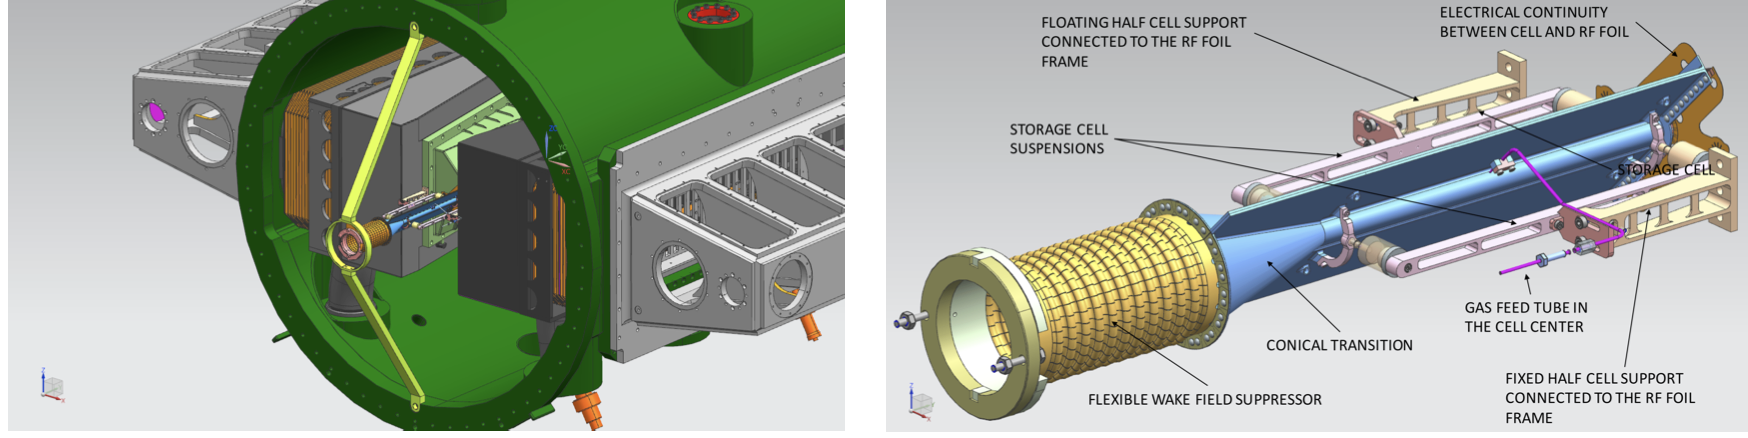 FLOATING HALF CELL SUPPORT
CONNECTED TO THE RF FOIL
FRAME
ELECTRICAL CONTINUITY
BETWEEN CELL AND RF FOIL
STORAGE CELL
SUSPENSIONS
STORAGE CELL
GAS FEED TUBE IN
THE CELL CENTER
CONICAL TRANSITION
FLEXIBLE WAKE FIELD SUPPRESSOR
FIXED HALF CELL SUPPORT
CONNECTED TO THE RF FOIL
FRAME